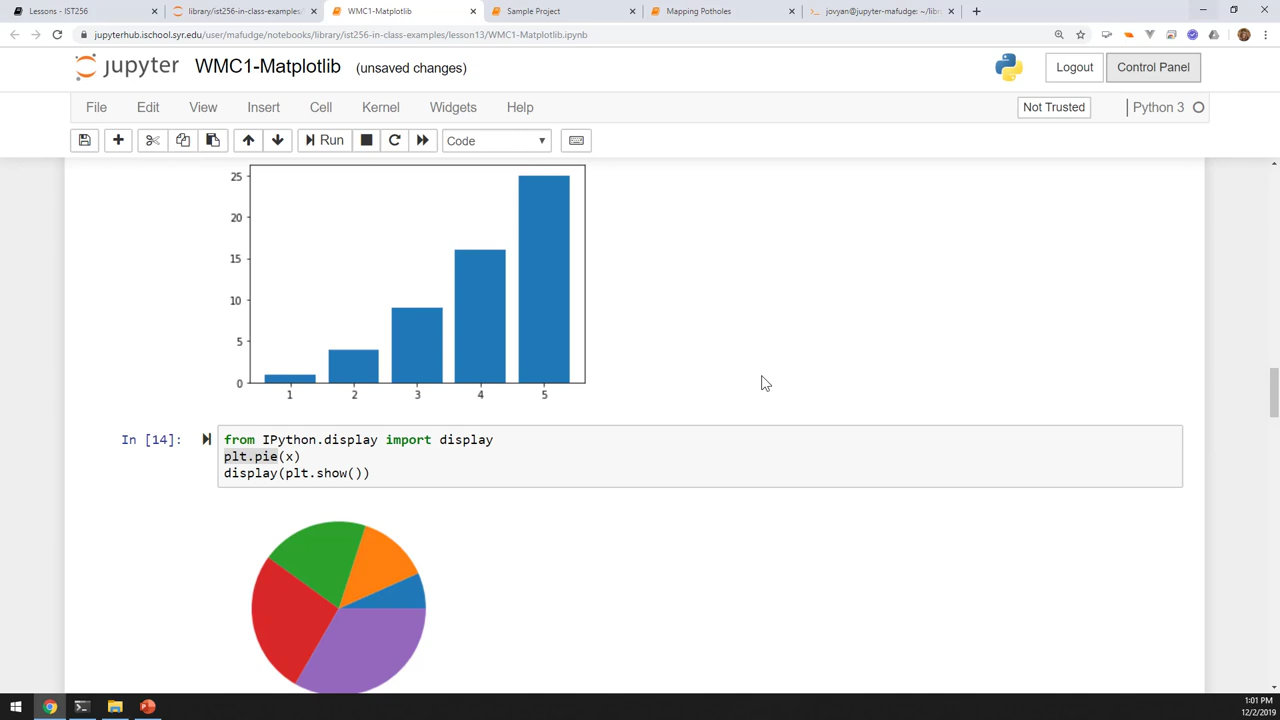 Lessons - IST256
library/ist256-in-class-examples/
WMC1-Matplotlib
Sample Project
Mapping Potholes
jovyan@jupyter-mafudge: ~/libr
jupyterhub.ischool.syr.edu/user/mafudge/notebooks/library/ist256-in-class-examples/lesson13/WMC1-Matplotlib.ipynb
jupyter WMC1-Matplotlib (unsaved changes) Logout Control Panel
File Edit View Insert Cell Kernel Widgets Help Not Trusted Python 3
Run Code
25
20
15
10
5
0
1 2 3 4 5
In [14]: from IPython.display import display
plt.pie(x)
display(plt.show())
1:01 PM
12/2/2019